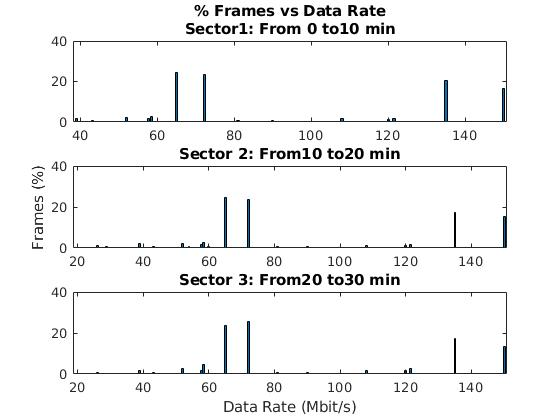 % Frames vs Data Rate
Sector1: From 0 to10 min
40
20
0
40 60 80 100 120 140
Sector 2: From10 to20 min
40
20
0
20 40 60 80 100 120 140
Frames (%)
Sector 3: From20 to30 min
40
20
0
20 40 60 80 100 120 140
Data Rate (Mbit/s)